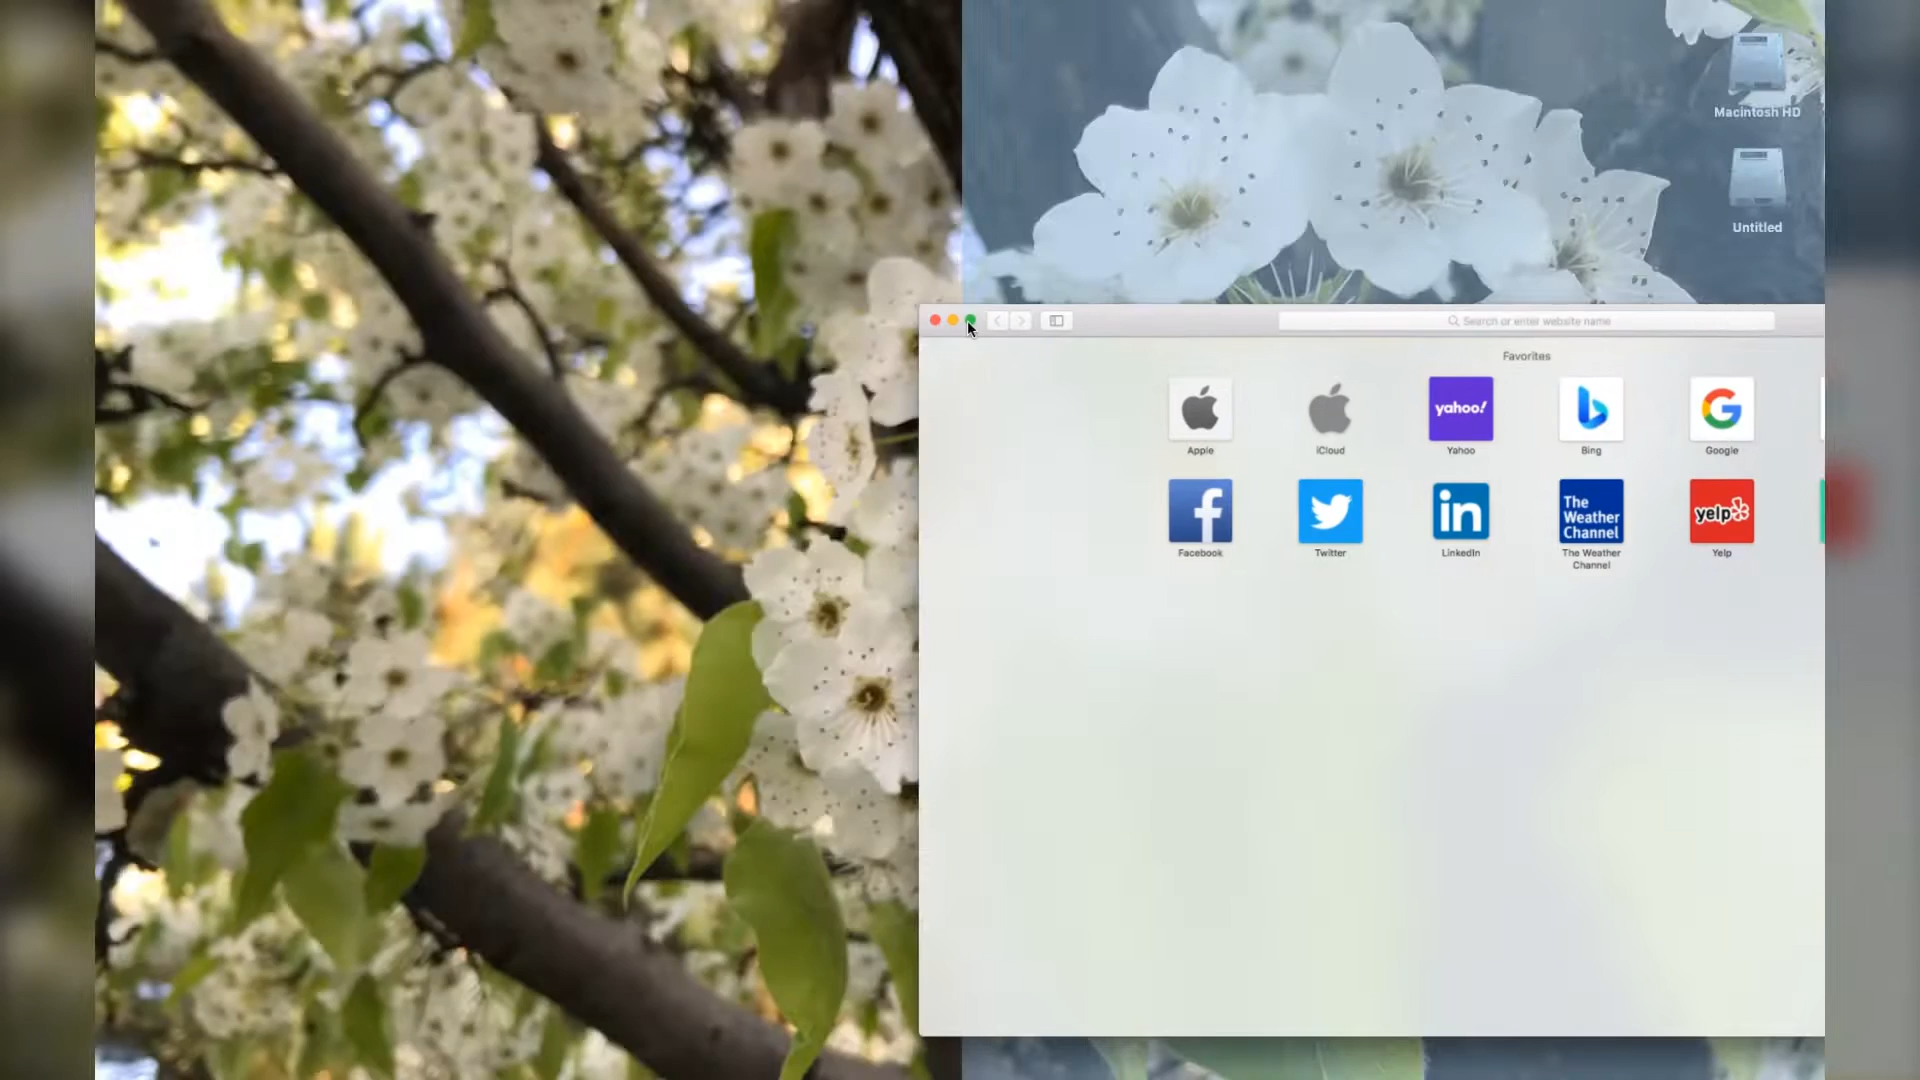 Macintosh HD
Untitled
Search or enter website name
Favorites
yahoo!
Apple
iCloud
Yahoo
Bing
Google
The
Weather
Channel
yelp
Facebook
Twitter
LinkedIn
The Weather
Channel
Yelp
in